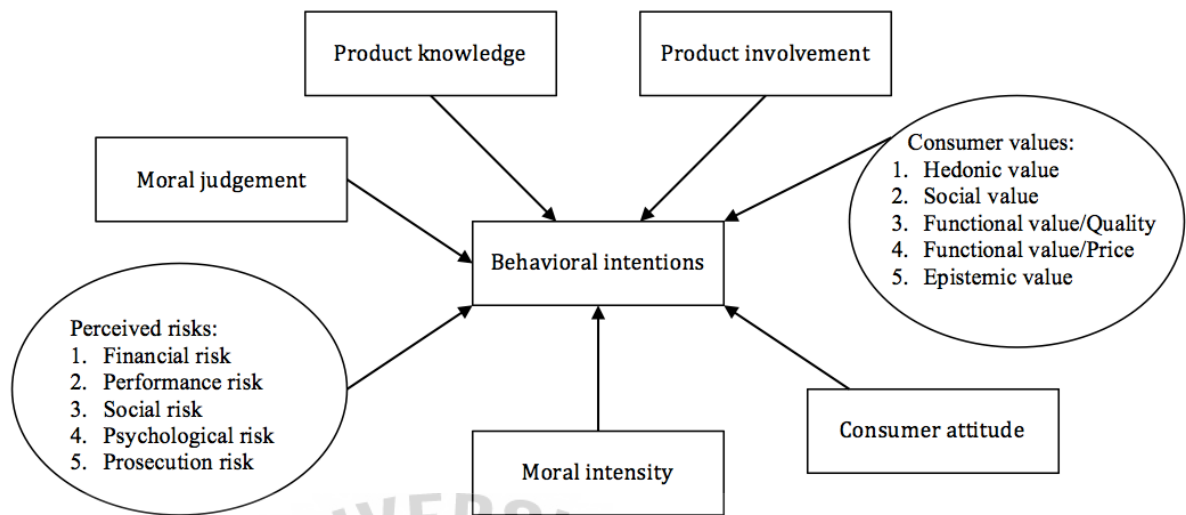 Product knowledge
Product involvement
Moral judgement
Consumer values:
1. Hedonic value
2. Social value
3. Functional value/Quality
4. Functional value/Price
5. Epistemic value
Behavioral intentions
Perceived risks:
1. Financial risk
2. Performance risk
3. Social risk
4. Psychological risk
5. Prosecution risk
Consumer attitude
Moral intensity